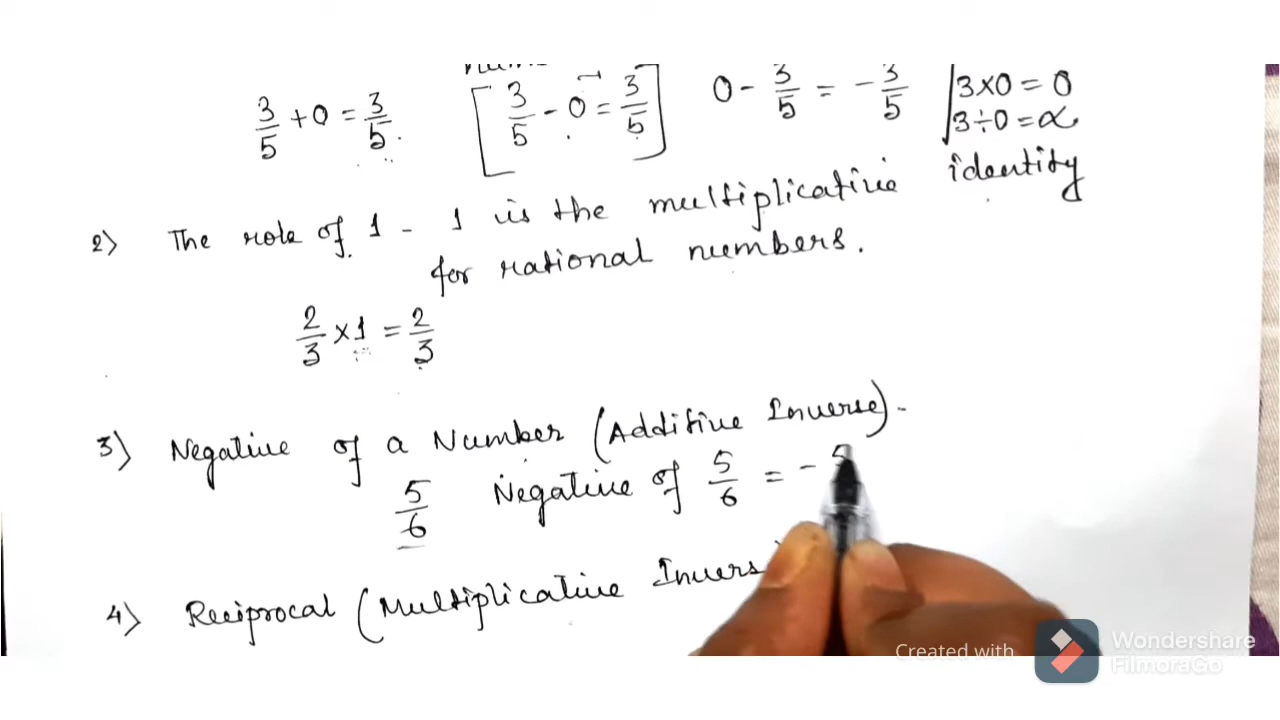 3/5 + 0 = 3/5 [3/5 - 0 = 3/5] 0 - 3/5 = - 3/5 3×0 = 0
3÷0 = ∝
2) The role of 1 - 1 is the multiplicative identity
for rational numbers.
2/3 × 1 = 2/3
3) Negative of a Number (Additive Inverse).
5/6 Negative of 5/6 = - 5
4) Reciprocal (Multiplicative Invers
Created with
Wondershare
FilmoraGo